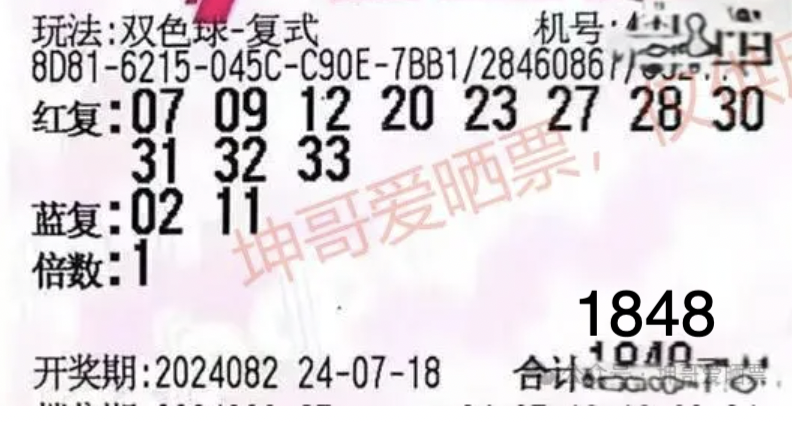 玩法:双色球-复式 机号:
8D81-6215-045C-C90E-7BB1/2846086
红复:07 09 12 20 23 27 28 30
31 32 33
蓝复:02 11
倍数:1
坤哥爱晒票,仅供
1848
开奖期:2024082 24-07-18 合计